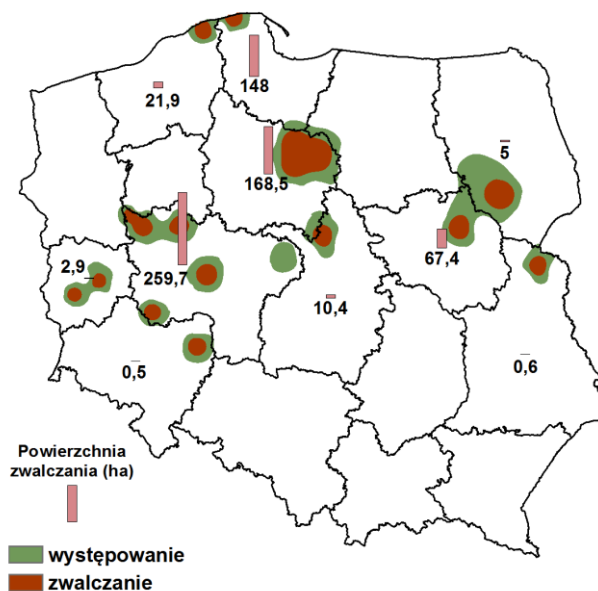 148
21,9
5
168,5
67,4
2,9
259,7
10,4
0,6
0,5
Powierzchnia
zwalczania (ha)
występowanie
zwalczanie